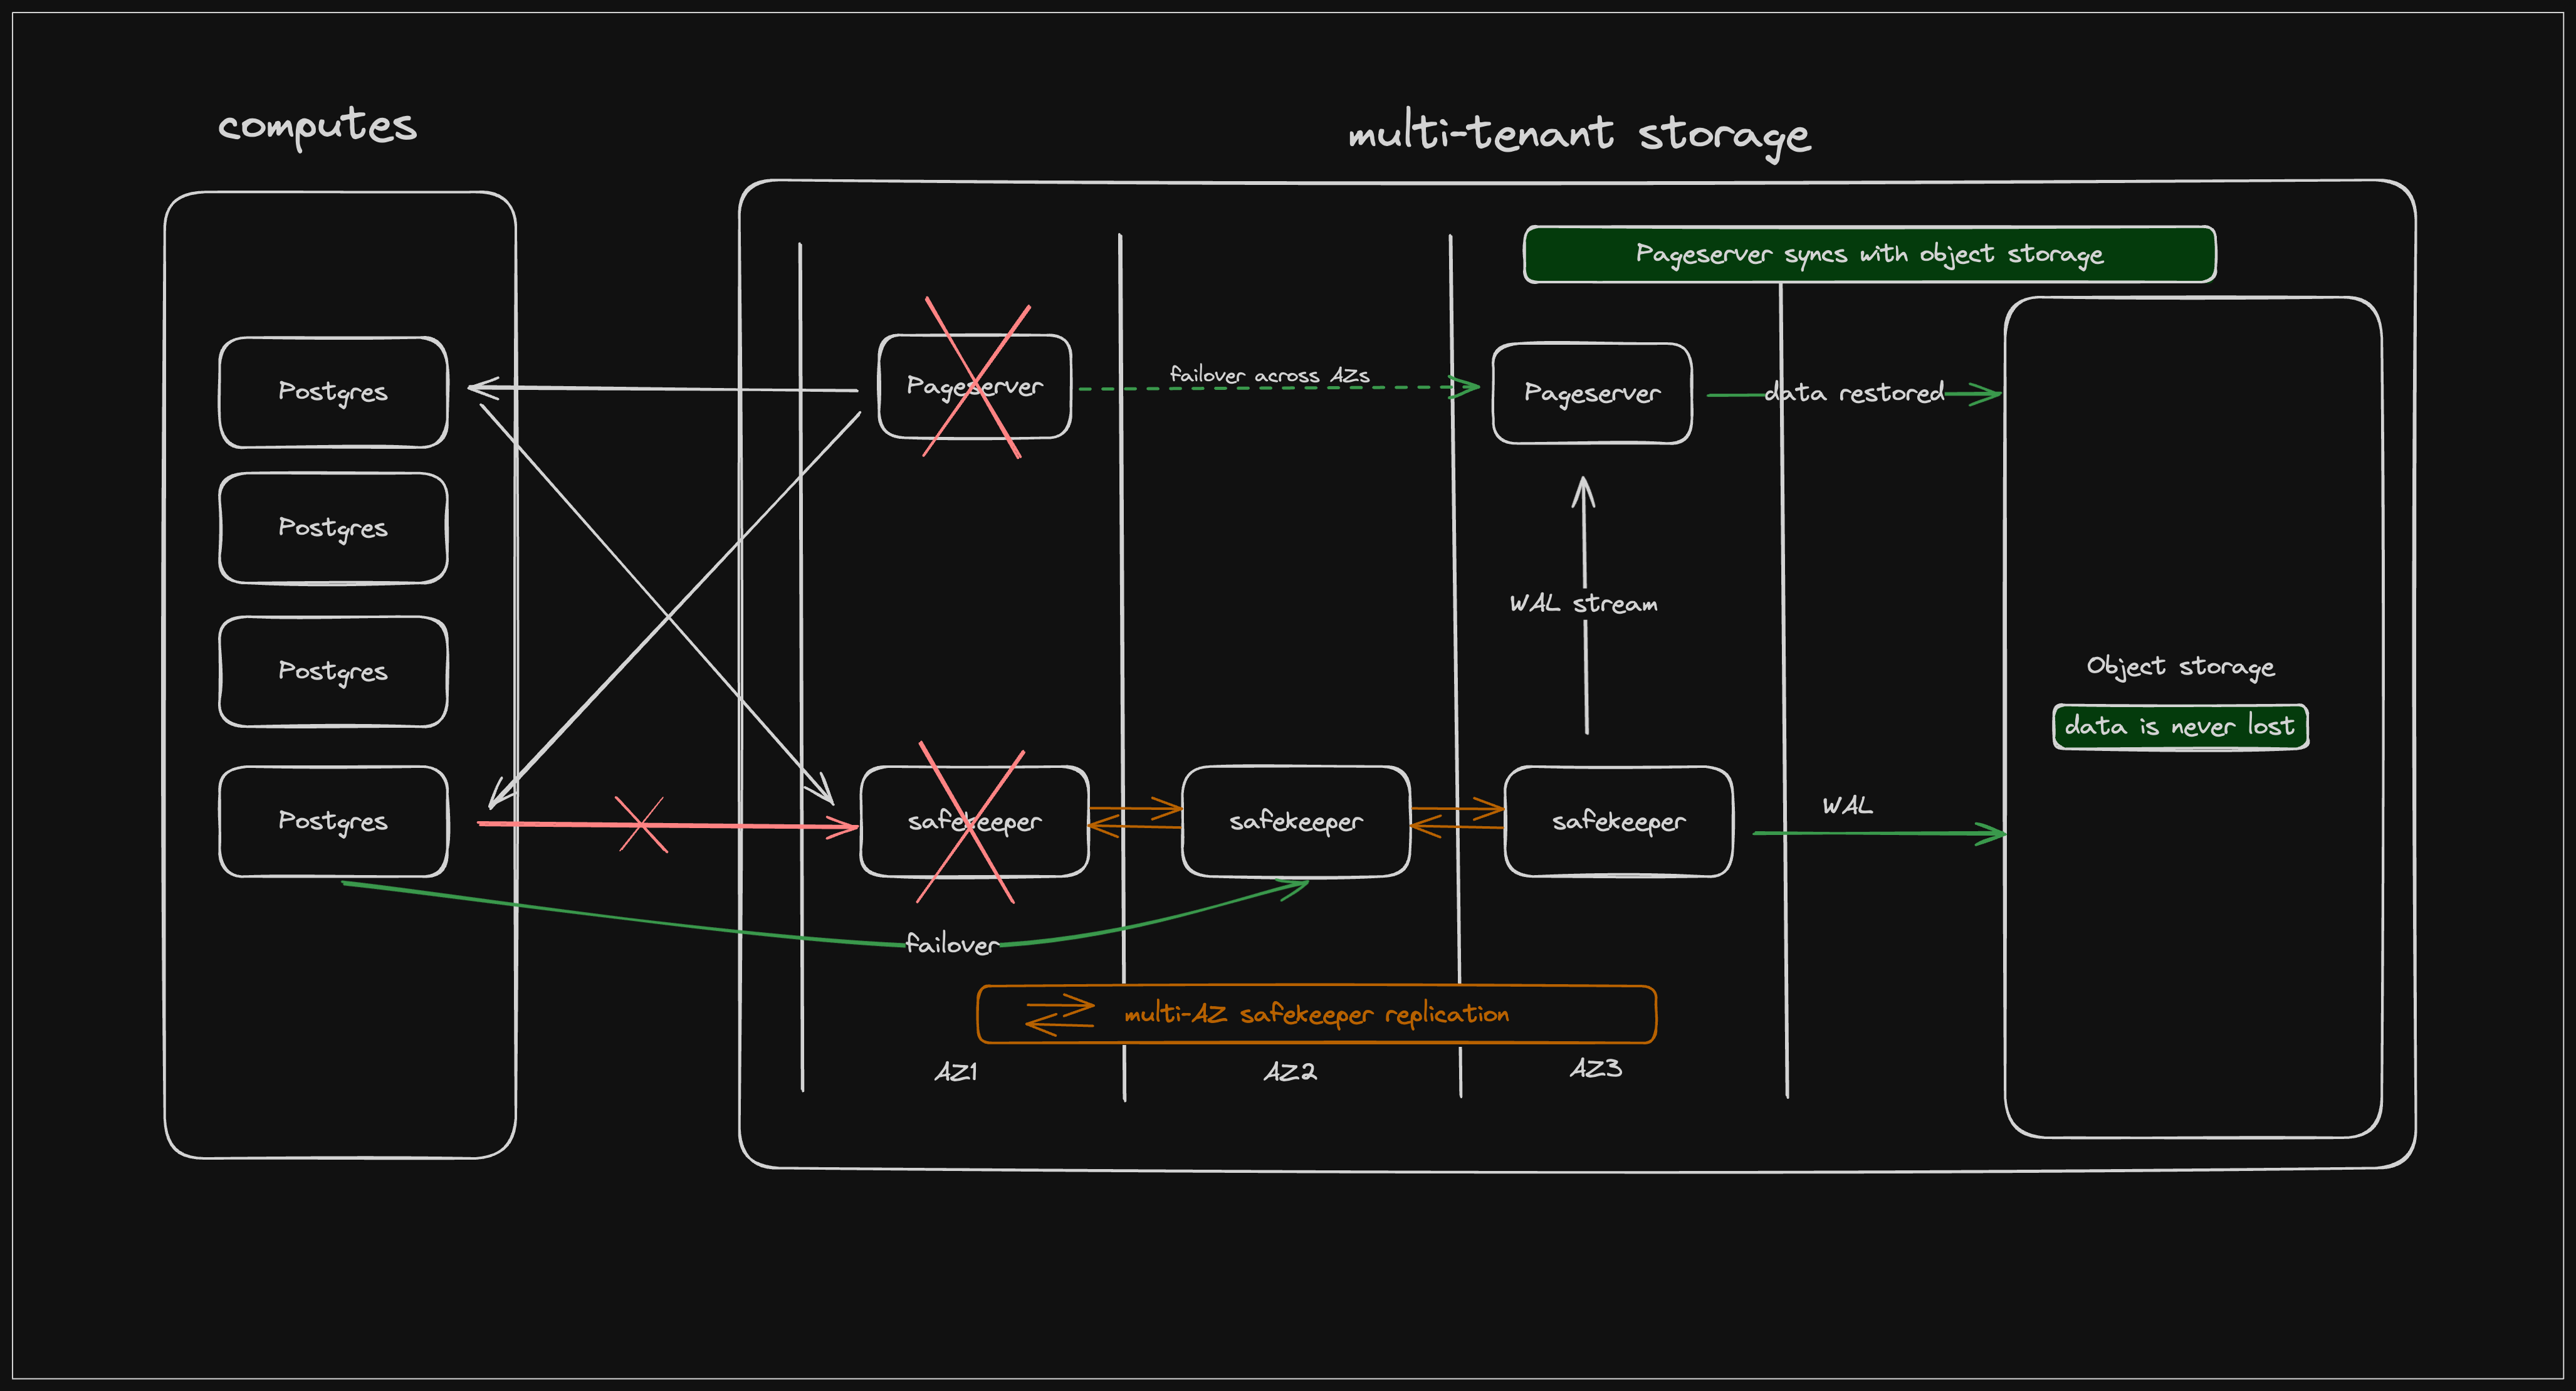 computes
multi-tenant storage
Pageserver syncs with object storage
Postgres
Pageserver
failover across AZs
Pageserver
data restored
Postgres
WAL stream
Postgres
Object storage
data is never lost
Postgres
safekeeper
safekeeper
safekeeper
WAL
failover
multi-AZ safekeeper replication
AZ1
AZ2
AZ3